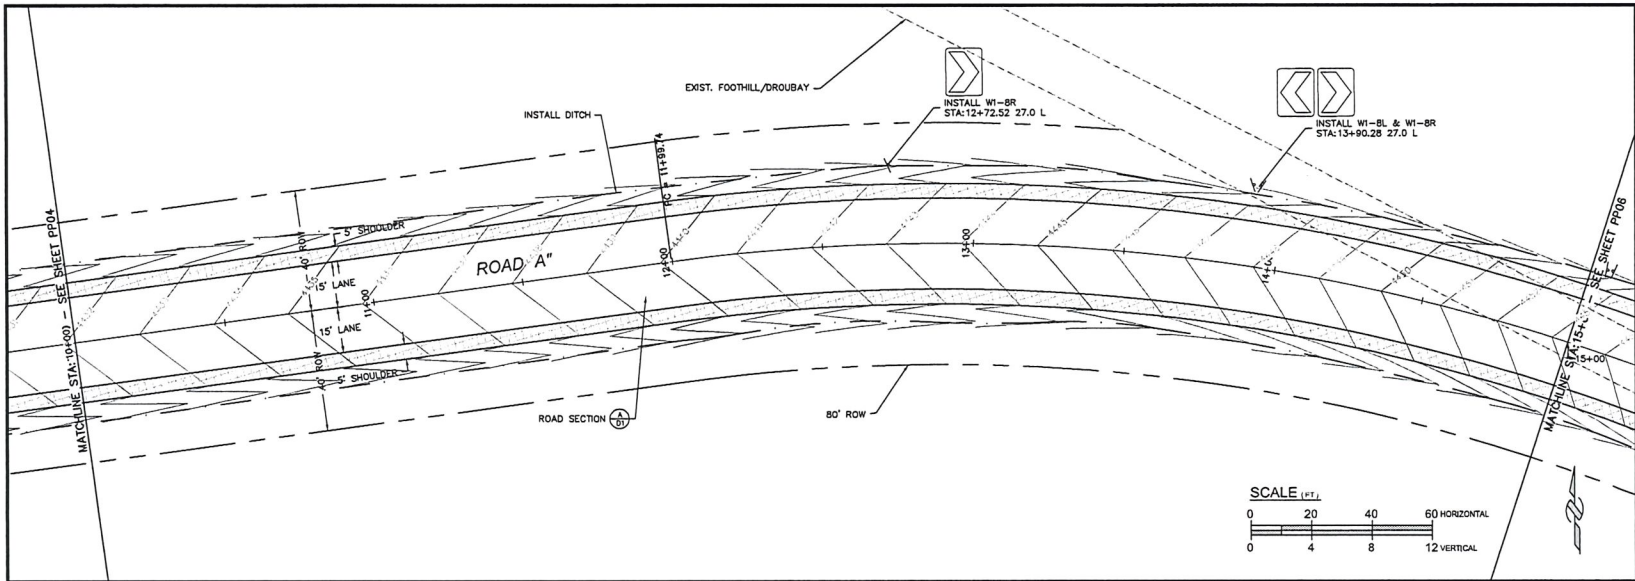 EXIST. FOOTHILL/DROUBAY
INSTALL DITCH
INSTALL W1-8R
STA:12+72.52 27.0 L
INSTALL W1-8L & W1-8R
STA:13+90.28 27.0 L
MATCHLINE STA:10+00) - SEE SHEET PP04
5' SHOULDER
40' ROW
ROAD A"
15' LANE
11+00
15' LANE
40' ROW
5' SHOULDER
PC = 11+99.74
12+00
13+00
14+0
15+00
MATCHLINE STA:15+ - SEE SHEET PP06
ROAD SECTION A D1
80' ROW
SCALE (FT)
0 20 40 60 HORIZONTAL
0 4 8 12 VERTICAL